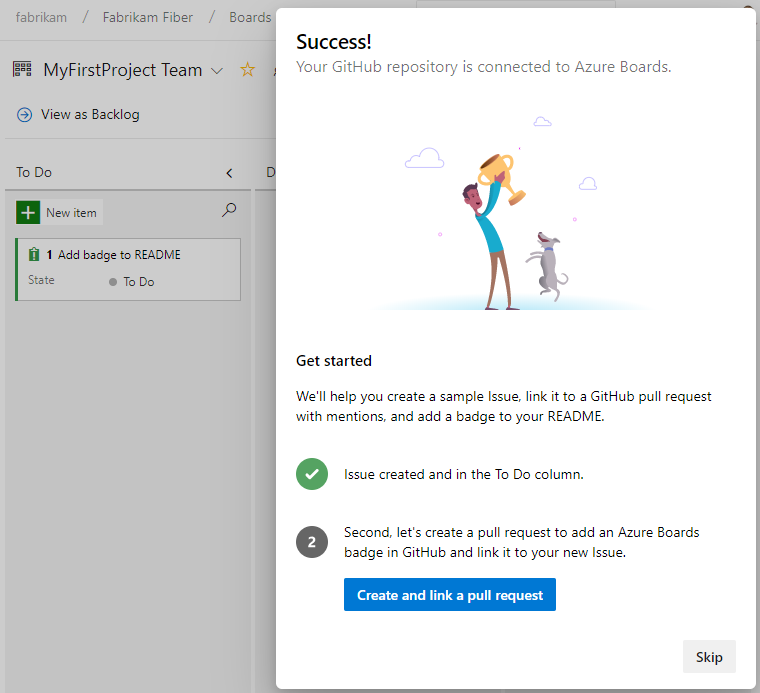 fabrikam / Fabrikam Fiber / Boards
MyFirstProject Team
View as Backlog
To Do
D
New item
1 Add badge to README
State To Do
Success!
Your GitHub repository is connected to Azure Boards.
Get started
We'll help you create a sample Issue, link it to a GitHub pull request
with mentions, and add a badge to your README.
Issue created and in the To Do column.
2
Second, let's create a pull request to add an Azure Boards
badge in GitHub and link it to your new Issue.
Create and link a pull request
Skip